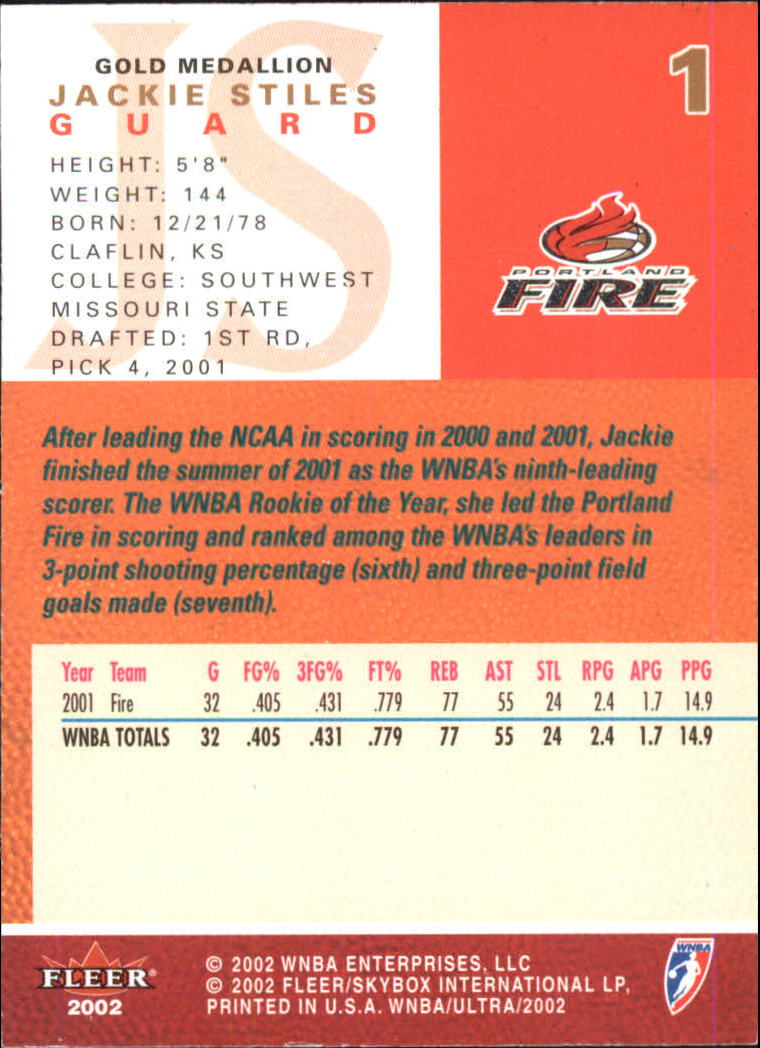 JS
GOLD MEDALLION
JACKIE STILES
GUARD
HEIGHT: 5'8"
WEIGHT: 144
BORN: 12/21/78
CLAFLIN, KS
COLLEGE: SOUTHWEST
MISSOURI STATE
DRAFTED: 1ST RD,
PICK 4, 2001
1
PORTLAND
FIRE
After leading the NCAA in scoring in 2000 and 2001, Jackie
finished the summer of 2001 as the WNBA's ninth-leading
scorer. The WNBA Rookie of the Year, she led the Portland
Fire in scoring and ranked among the WNBA's leaders in
3-point shooting percentage (sixth) and three-point field
goals made (seventh).
Year Team G FG% 3FG% FT% REB AST STL RPG APG PPG
2001 Fire 32 .405 .431 .779 77 55 24 2.4 1.7 14.9
WNBA TOTALS 32 .405 .431 .779 77 55 24 2.4 1.7 14.9
FLEER®
2002
© 2002 WNBA ENTERPRISES, LLC
© 2002 FLEER/SKYBOX INTERNATIONAL LP,
PRINTED IN U.S.A. WNBA/ULTRA/2002
WNBA